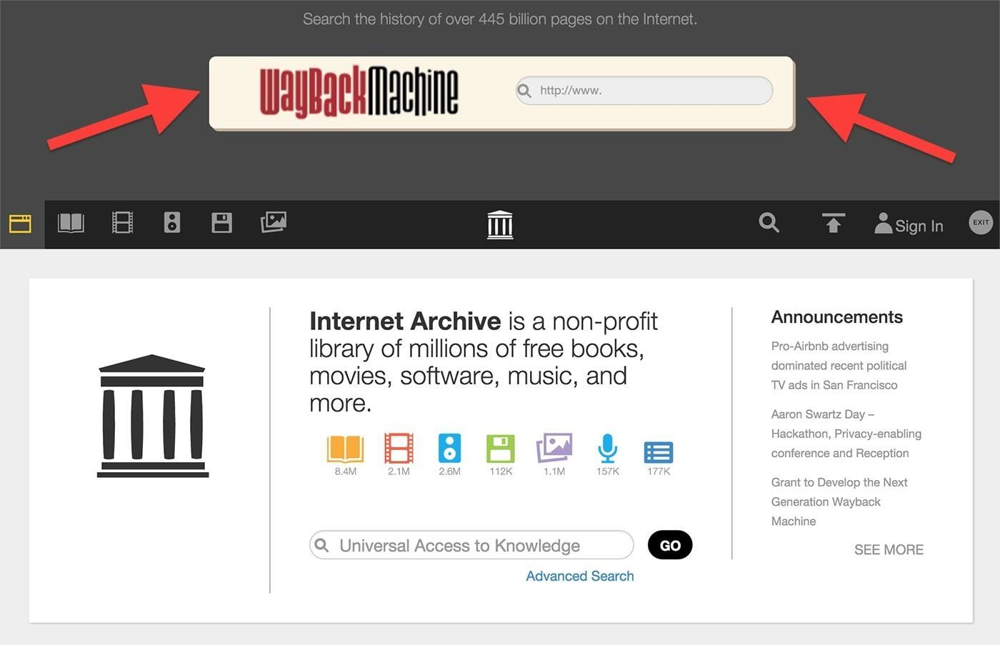 Search the history of over 445 billion pages on the Internet.
WayBackMachine
http://www.
Sign In
EXIT
Internet Archive is a non-profit
library of millions of free books,
movies, software, music, and
more.
8.4M 2.1M 2.6M 112K 1.1M 157K 177K
Universal Access to Knowledge
GO
Advanced Search
Announcements
Pro-Airbnb advertising
dominated recent political
TV ads in San Francisco
Aaron Swartz Day –
Hackathon, Privacy-enabling
conference and Reception
Grant to Develop the Next
Generation Wayback
Machine
SEE MORE